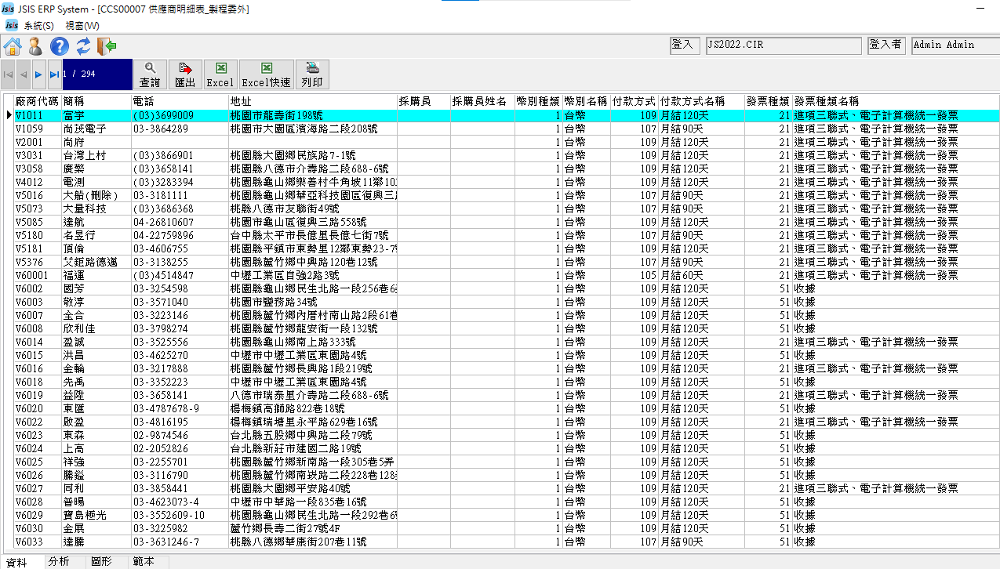 jsis JSIS ERP System - [CCS00007 供應商明細表_製程委外]
jsis 系統(S) 視窗(W)
登入 JS2022.CIR 登入者 Admin Admin
1 / 294 查詢 匯出 Excel Excel快速 列印
廠商代碼 簡稱 電話 地址 採購員 採購員姓名 幣別種類 幣別名稱 付款方式 付款方式名稱 發票種類 發票種類名稱
V1011 富宇 (03)3699009 桃園市龍壽街198號 1 台幣 109 月結120天 21 進項三聯式、電子計算機統一發票
V1059 尚茂電子 03-3864289 桃園市大園區濱海路二段208號 1 台幣 107 月結90天 21 進項三聯式、電子計算機統一發票
V2001 尚府 1 台幣 109 月結120天 21 進項三聯式、電子計算機統一發票
V3031 台灣上村 (03)3866901 桃園縣大園鄉民族路7-1號 1 台幣 109 月結120天 21 進項三聯式、電子計算機統一發票
V3058 廣榮 (03)3658141 桃園縣八德市介壽路二段688-6號 1 台幣 109 月結120天 21 進項三聯式、電子計算機統一發票
V4012 電測 (03)3283394 桃園縣龜山鄉樂善村牛角坡11鄰10 1 台幣 109 月結120天 21 進項三聯式、電子計算機統一發票
V5016 大船(刪除) 03-3181111 桃園縣龜山鄉華亞科技園區復興三 1 台幣 107 月結90天 21 進項三聯式、電子計算機統一發票
V5073 大量科技 (03)3686368 桃縣八德市友聯街49號 1 台幣 107 月結90天 21 進項三聯式、電子計算機統一發票
V5085 達航 04-26810607 桃園市龜山區復興三路558號 1 台幣 109 月結120天 21 進項三聯式、電子計算機統一發票
V5180 名昱行 04-22759896 台中縣太平市長億里長億七街7號 1 台幣 107 月結90天 21 進項三聯式、電子計算機統一發票
V5181 頂倫 03-4606755 桃園縣平鎮市東勢里12鄰東勢23-7 1 台幣 109 月結120天 21 進項三聯式、電子計算機統一發票
V5376 艾鉅路德邁 03-3138255 桃園縣蘆竹鄉中興路120巷12號 1 台幣 107 月結90天 21 進項三聯式、電子計算機統一發票
V60001 福運 (03)4514847 中壢工業區自強2路3號 1 台幣 105 月結60天 21 進項三聯式、電子計算機統一發票
V6002 國芳 03-3254598 桃園縣龜山鄉民生北路一段256巷6 1 台幣 109 月結120天 51 收據
V6003 敬淳 03-3571040 桃園市鹽務路34號 1 台幣 109 月結120天 51 收據
V6007 全合 03-3223146 桃園縣蘆竹鄉內厝村南山路2段61巷 1 台幣 109 月結120天 51 收據
V6008 欣利佳 03-3798274 桃園縣蘆竹鄉龍安街一段132號 1 台幣 109 月結120天 51 收據
V6014 盈誠 03-3525556 桃園縣龜山鄉南上路333號 1 台幣 109 月結120天 21 進項三聯式、電子計算機統一發票
V6015 洪昌 03-4625270 中壢市中壢工業區東園路4號 1 台幣 109 月結120天 51 收據
V6016 金輪 03-3217888 桃園縣蘆竹鄉長興路1段219號 1 台幣 109 月結120天 21 進項三聯式、電子計算機統一發票
V6018 先禹 03-3352223 中壢市中壢工業區東園路4號 1 台幣 109 月結120天 51 收據
V6019 益陞 03-3658141 八德市瑞泰里介壽路二段688-6號 1 台幣 109 月結120天 21 進項三聯式、電子計算機統一發票
V6020 東匯 03-4787678-9 楊梅鎮高獅路822巷18號 1 台幣 109 月結120天 51 收據
V6022 啟盈 03-4816195 楊梅鎮瑞塘里永平路629巷16號 1 台幣 109 月結120天 21 進項三聯式、電子計算機統一發票
V6023 東森 02-9874546 台北縣五股鄉中興路二段79號 1 台幣 109 月結120天 51 收據
V6024 上高 02-2052826 台北縣新莊市建國二路19號 1 台幣 109 月結120天 51 收據
V6025 祥強 03-2255701 桃園縣蘆竹鄉新南路一段305巷5弄 1 台幣 109 月結120天 51 收據
V6026 騰鎰 03-3116790 桃園縣蘆竹鄉南崁路二段228巷128 1 台幣 109 月結120天 51 收據
V6027 同利 03-3858441 桃園縣大園鄉平安路40號 1 台幣 109 月結120天 21 進項三聯式、電子計算機統一發票
V6028 普暘 03-4623073-4 中壢市中華路一段835巷16號 1 台幣 109 月結120天 51 收據
V6029 寶島極光 03-3552609-10 桃園縣龜山鄉民生北路一段292巷6 1 台幣 109 月結120天 51 收據
V6030 金展 03-3225982 蘆竹鄉長壽二街27號4F 1 台幣 109 月結120天 51 收據
V6033 達騰 03-3631246-7 桃縣八德鄉華康街207巷11號 1 台幣 107 月結90天 51 收據
資料 分析 圖形 範本